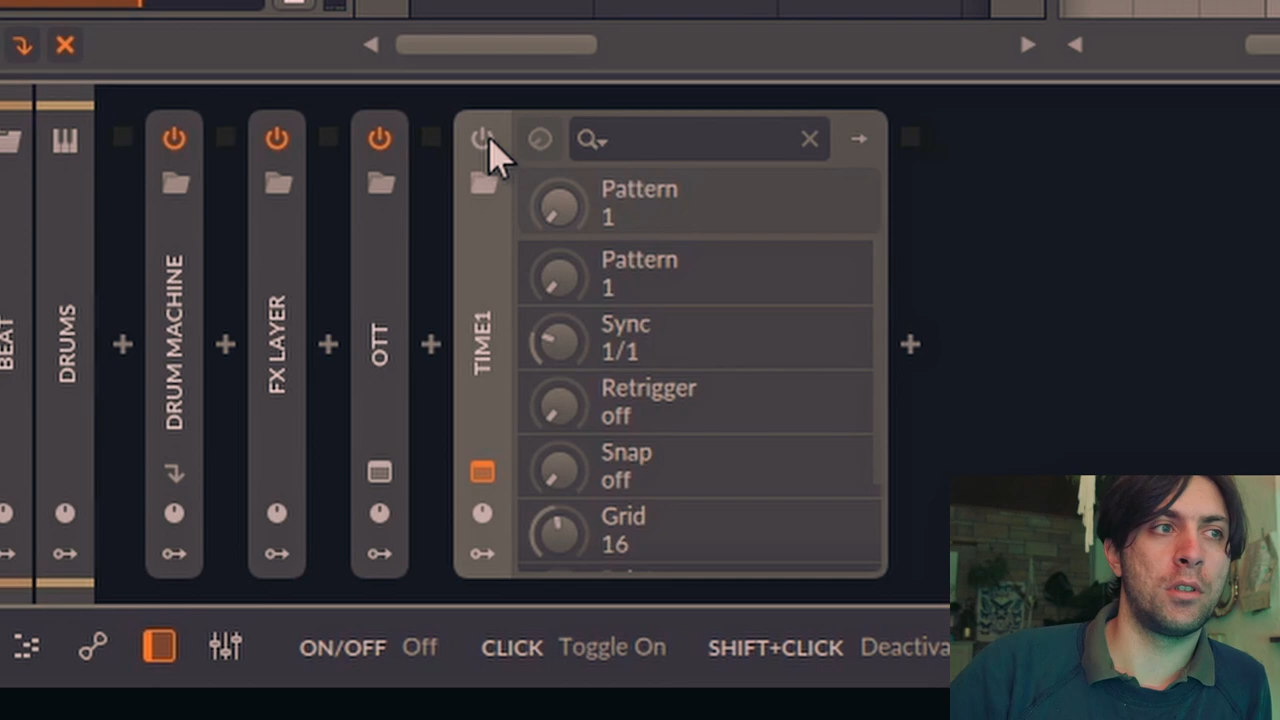 BEAT
DRUMS
DRUM MACHINE
FX LAYER
OTT
TIME1
Pattern
1
Pattern
1
Sync
1/1
Retrigger
off
Snap
off
Grid
16
ON/OFF Off CLICK Toggle On SHIFT+CLICK Deactiva